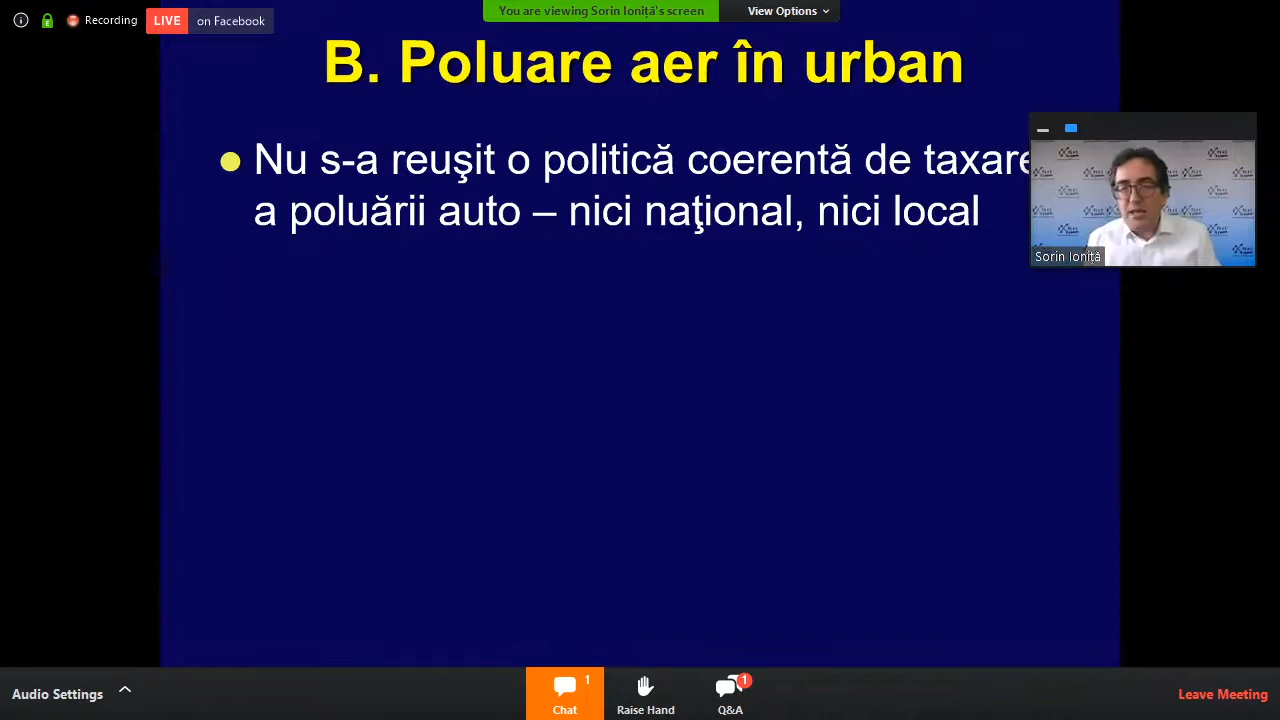 Recording
LIVE on Facebook
You are viewing Sorin Ioniță's screen
View Options
B. Poluare aer în urban
Nu s-a reuşit o politică coerentă de taxare
a poluării auto – nici naţional, nici local
Sorin Ioniță
Audio Settings
1
Chat
Raise Hand
1
Q&A
Leave Meeting